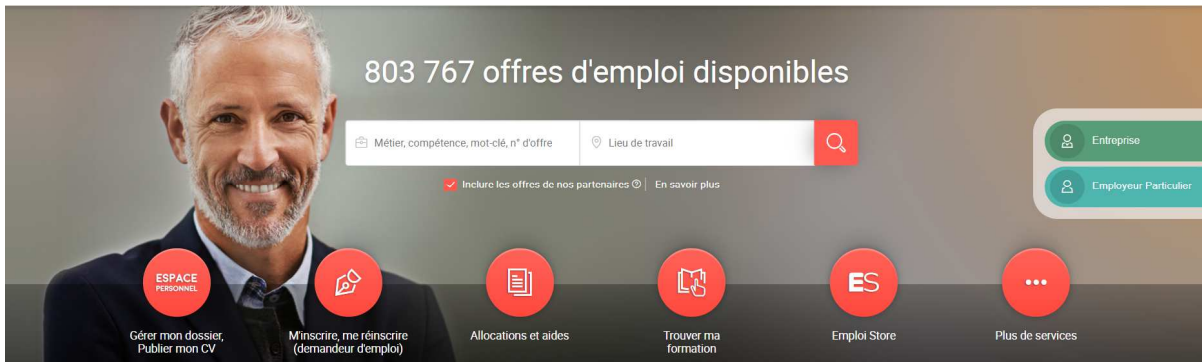 803 767 offres d'emploi disponibles
Métier, compétence, mot-clé, n° d'offre
Lieu de travail
Inclure les offres de nos partenaires ? | En savoir plus
Entreprise
Employeur Particulier
ESPACE
PERSONNEL
Gérer mon dossier,
Publier mon CV
M'inscrire, me réinscrire
(demandeur d'emploi)
Allocations et aides
Trouver ma
formation
ES
Emploi Store
Plus de services